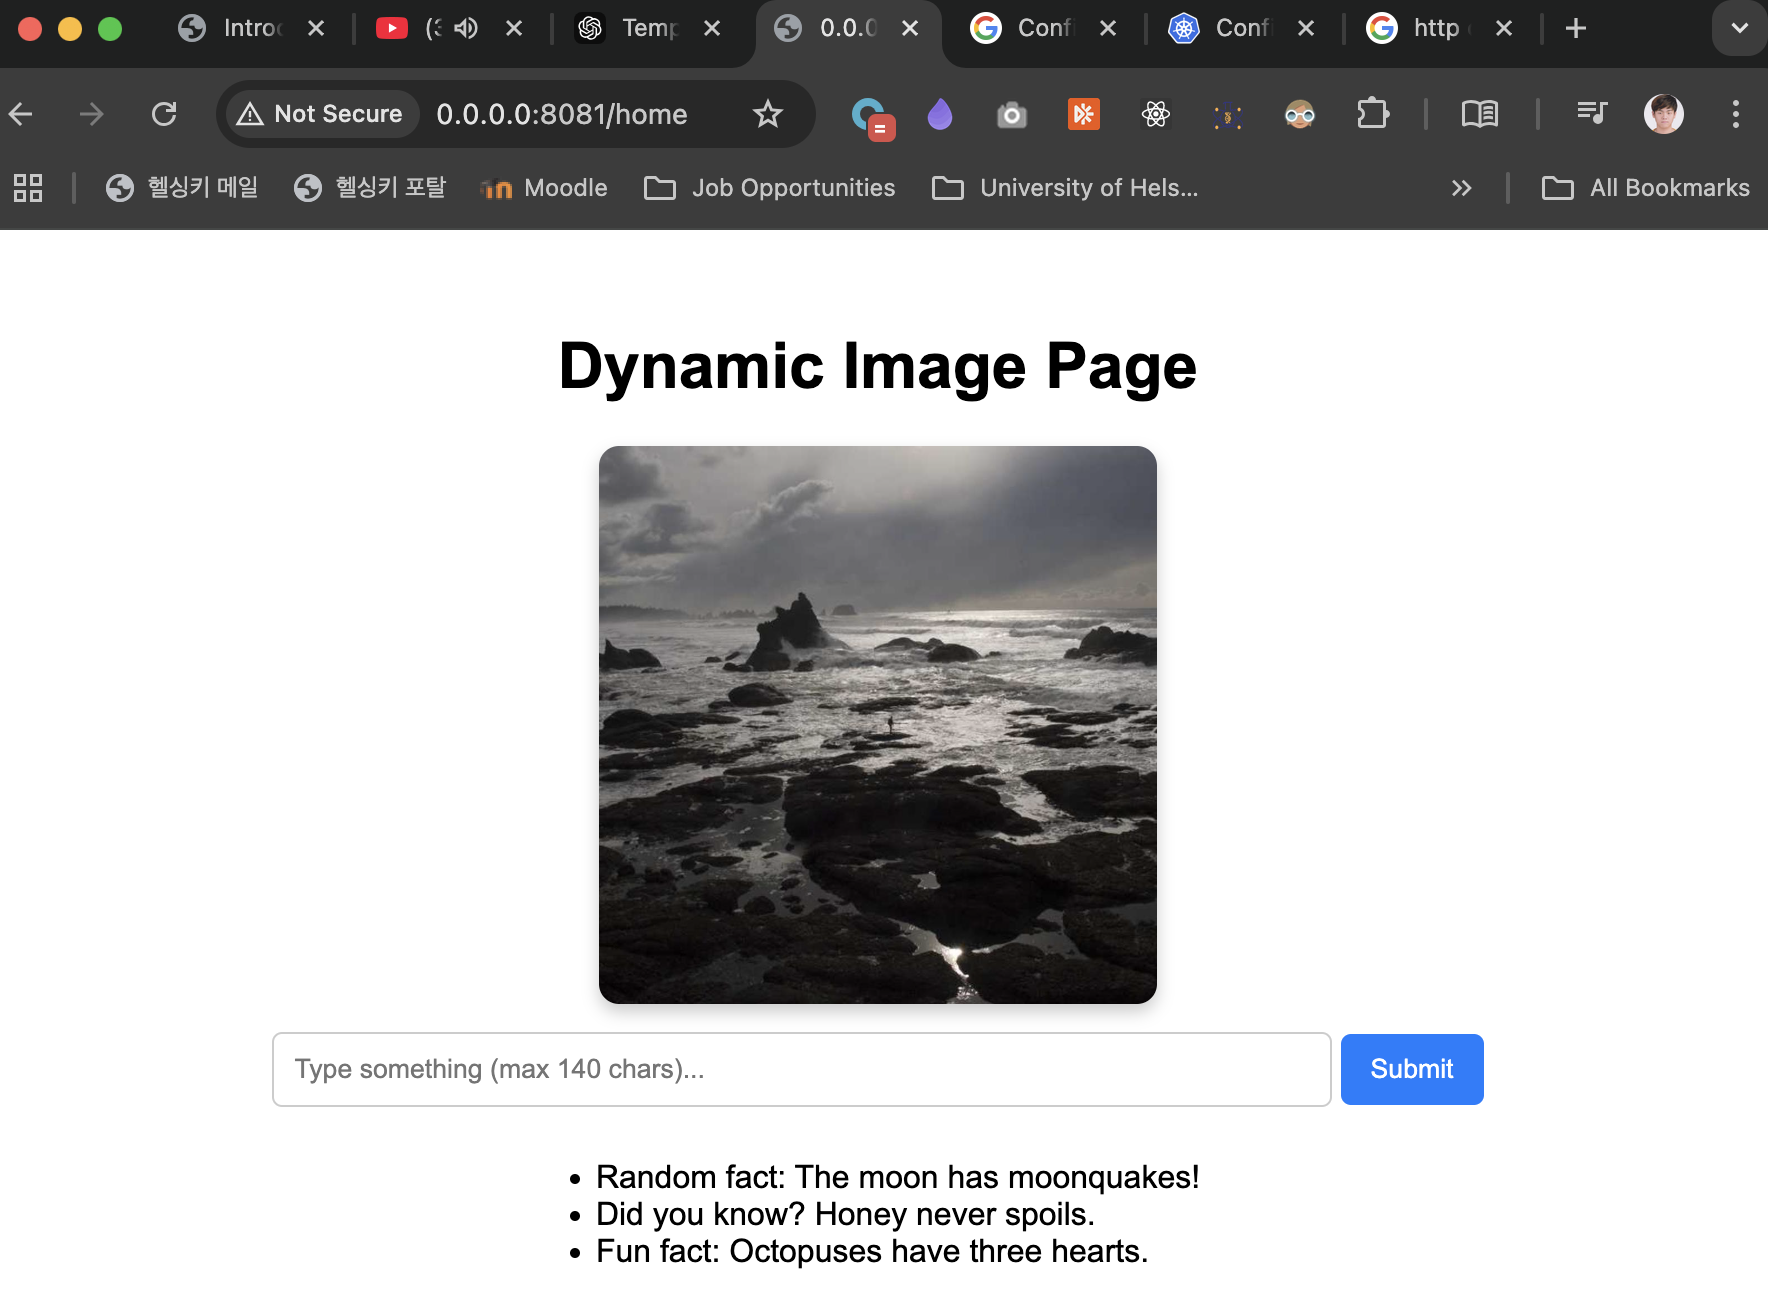 Introd
(3
Temp
0.0.0
Conf
Confi
http
Not Secure 0.0.0.0:8081/home
헬싱키 메일 헬싱키 포탈 Moodle Job Opportunities University of Hels... All Bookmarks
Dynamic Image Page
Type something (max 140 chars)...
Submit
Random fact: The moon has moonquakes!
Did you know? Honey never spoils.
Fun fact: Octopuses have three hearts.